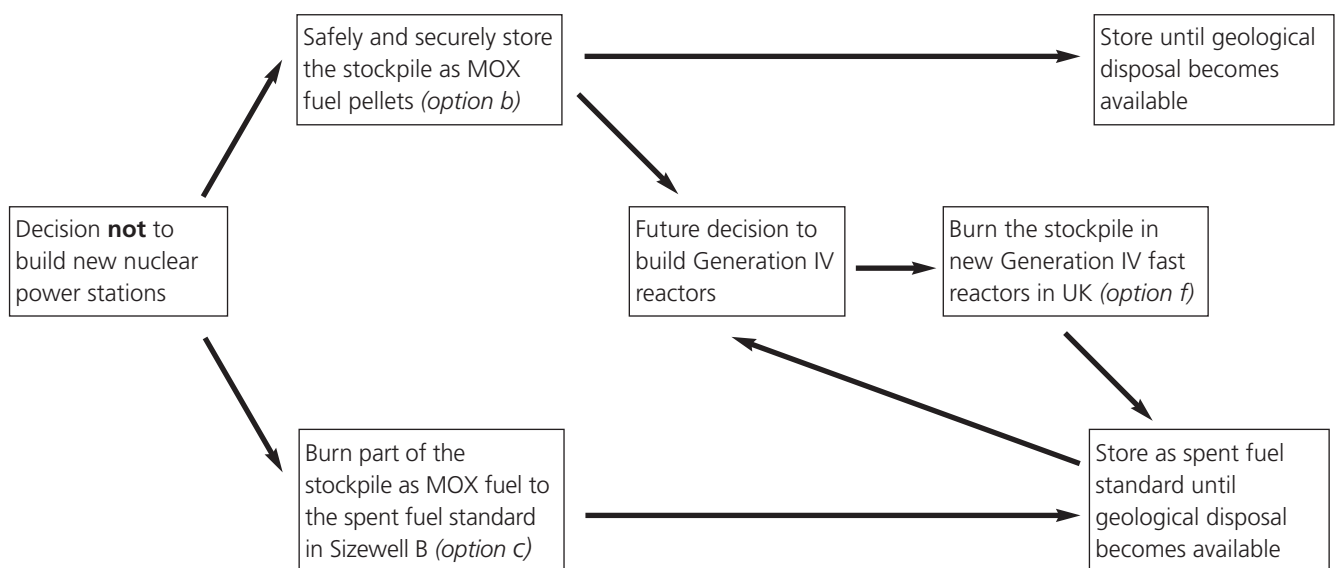 Safely and securely store
the stockpile as MOX
fuel pellets (option b)
Store until geological
disposal becomes
available
Decision not to
build new nuclear
power stations
Future decision to
build Generation IV
reactors
Burn the stockpile in
new Generation IV fast
reactors in UK (option f)
Burn part of the
stockpile as MOX fuel to
the spent fuel standard
in Sizewell B (option c)
Store as spent fuel
standard until
geological disposal
becomes available